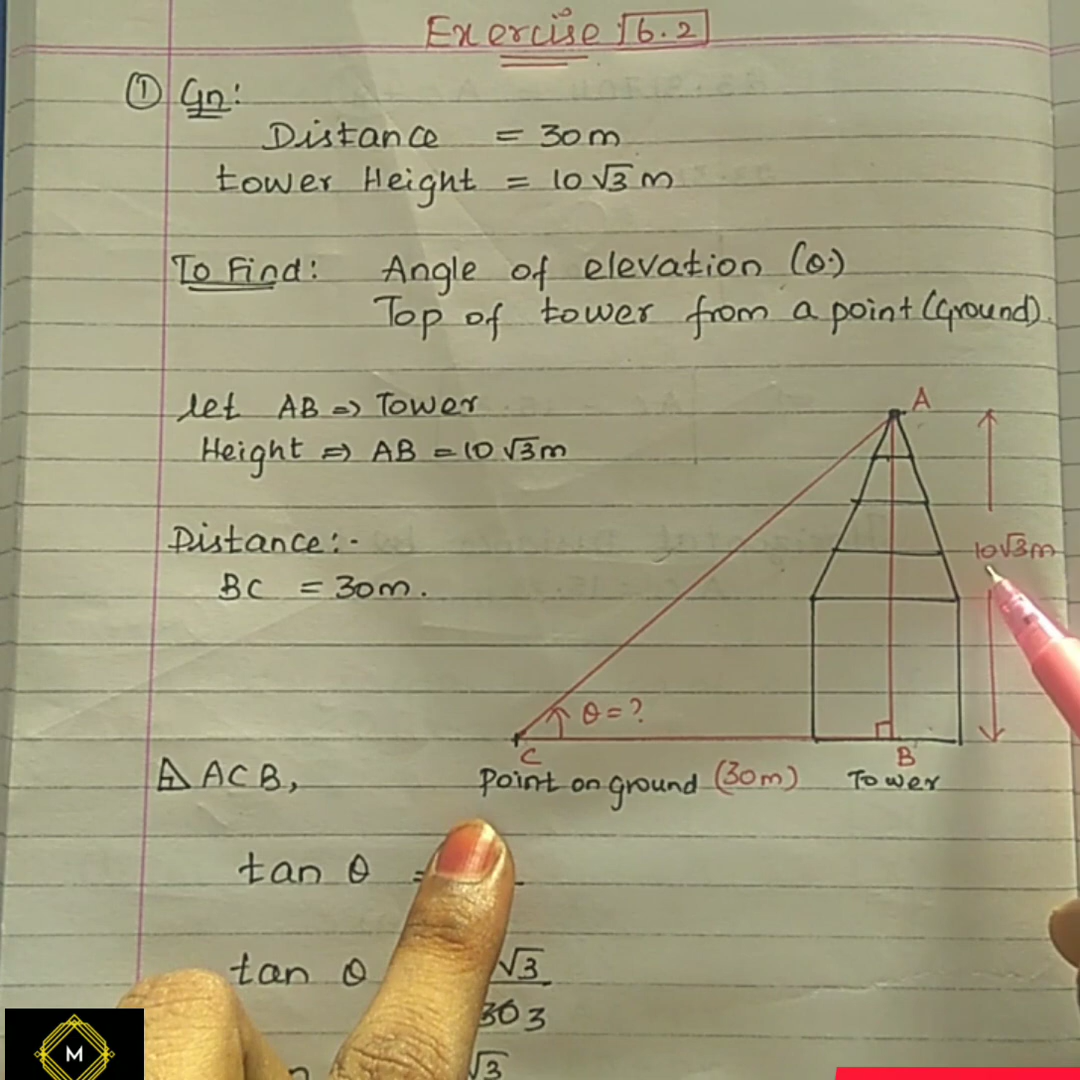 Exercise 6.2
① Gn:
Distance = 30m
tower Height = 10√3 m
To Find: Angle of elevation (θ)
Top of tower from a point (Ground).
let AB ⇒ Tower
Height ⇒ AB = 10√3m
Distance:-
BC = 30m.
A
10√3m
θ = ?
C
B
Point on ground (30m)
Tower
△ ACB,
tan θ =
tan θ
√3
303
√3
M